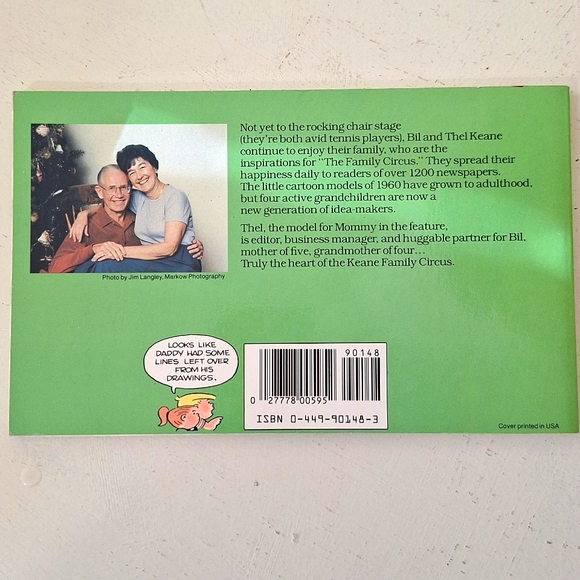 Not yet to the rocking chair stage
(they're both avid tennis players), Bil and Thel Keane
continue to enjoy their family, who are the
inspirations for "The Family Circus." They spread their
happiness daily to readers of over 1200 newspapers.
The little cartoon models of 1960 have grown to adulthood,
but four active grandchildren are now a
new generation of idea-makers.
Thel, the model for Mommy in the feature,
is editor, business manager, and huggable partner for Bil,
mother of five, grandmother of four...
Truly the heart of the Keane Family Circus.
Photo by Jim Langley, Markow Photography
LOOKS LIKE
DADDY HAD SOME
LINES LEFT OVER
FROM HIS
DRAWINGS.
90148
0 27778 00595
ISBN 0-449-90148-3
Cover printed in USA